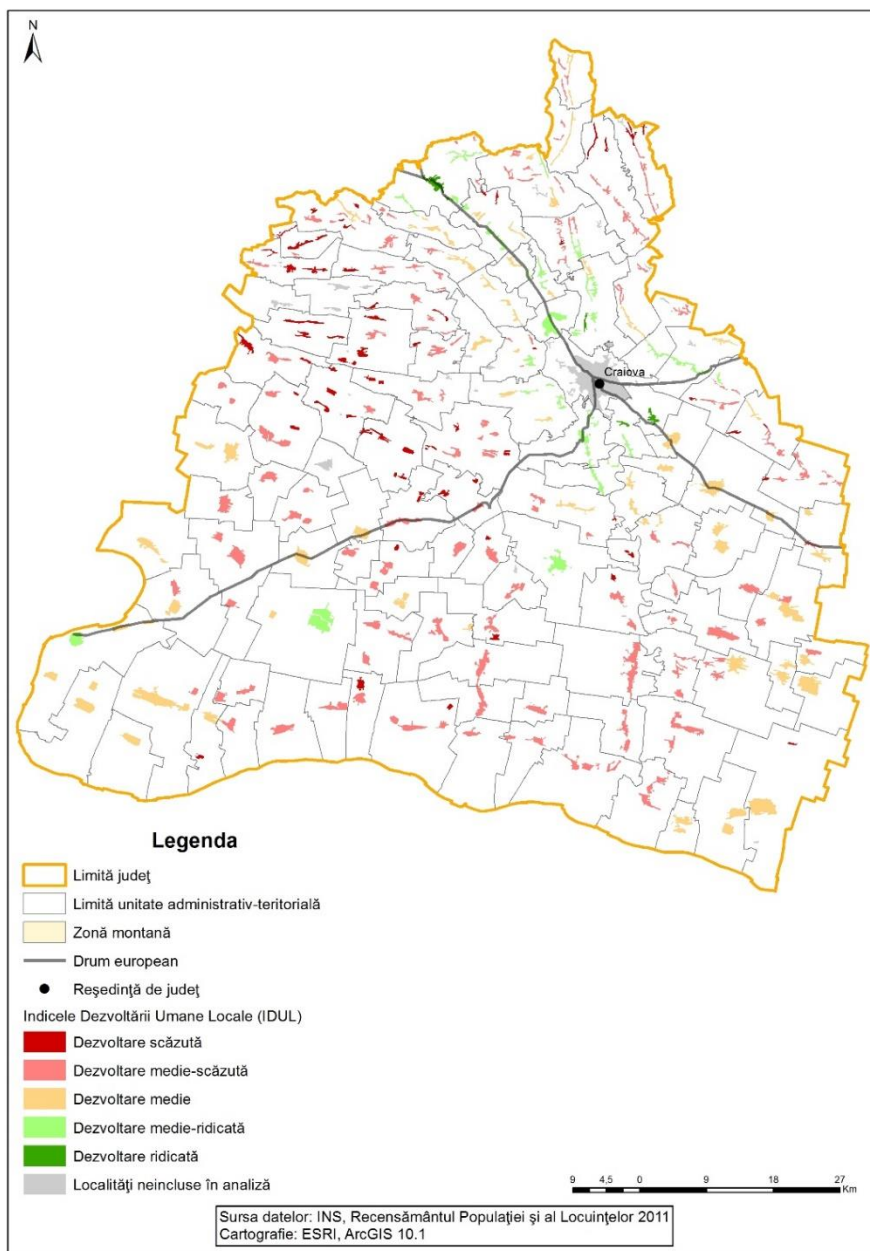 N
Craiova
Legenda
Limită judeţ
Limită unitate administrativ-teritorială
Zonă montană
Drum european
Reşedinţă de judeţ
Indicele Dezvoltării Umane Locale (IDUL)
Dezvoltare scăzută
Dezvoltare medie-scăzută
Dezvoltare medie
Dezvoltare medie-ridicată
Dezvoltare ridicată
Localităţi neincluse în analiză
9 4,5 0 9 18 27
Km
Sursa datelor: INS, Recensământul Populaţiei şi al Locuinţelor 2011
Cartografie: ESRI, ArcGIS 10.1